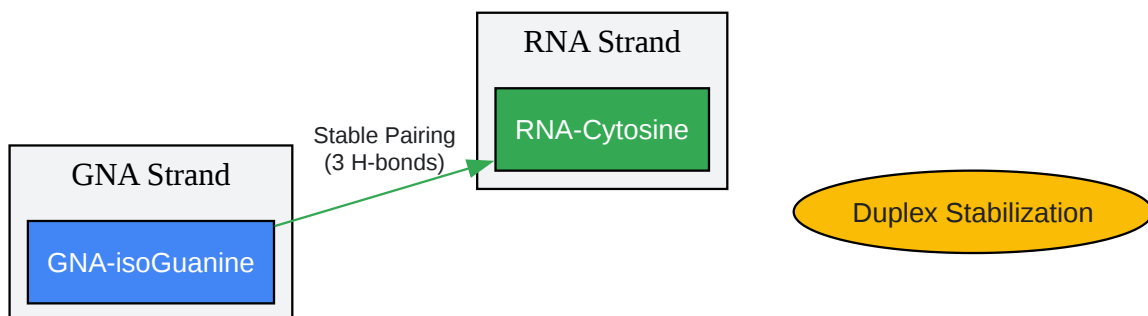 RNA Strand
RNA-Cytosine
Stable Pairing
(3 H-bonds)
GNA Strand
GNA-isoGuanine
Duplex Stabilization